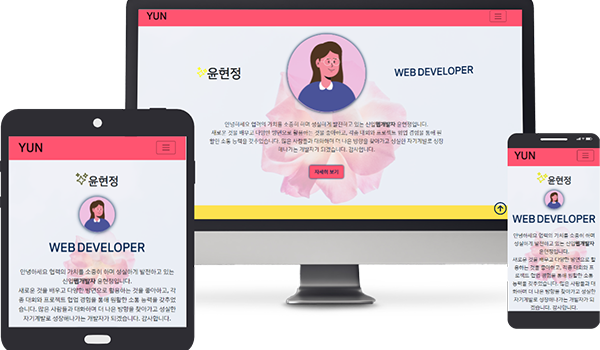 YUN
윤현정
WEB DEVELOPER
안녕하세요 협력의 가치를 소중히 하며 성실하게 발전하고 있는 신입웹개발자 윤현정입니다.
새로운 것을 배우고 다양한 방면으로 활용하는 것을 좋아하고, 각종 대회와 프로젝트 협업 경험을 통해 원
활한 소통 능력을 갖추었습니다. 많은 사람들과 대화하며 더 나은 방향을 찾아가고 성실한 자기계발로 성장
해나가는 개발자가 되겠습니다. 감사합니다.
자세히 보기
YUN
윤현정
WEB DEVELOPER
안녕하세요 협력의 가치를 소중히 하며 성실하게 발전하고 있는
신입웹개발자 윤현정입니다.
새로운 것을 배우고 다양한 방면으로 활용하는 것을 좋아하고, 각
종 대회와 프로젝트 협업 경험을 통해 원활한 소통 능력을 갖추었
습니다. 많은 사람들과 대화하며 더 나은 방향을 찾아가고 성실한
자기계발로 성장해나가는 개발자가 되겠습니다. 감사합니다.
YUN
윤현정
WEB DEVELOPER
안녕하세요 협력의 가치를 소중히 하며
성실하게 발전하고 있는 신입웹개발자
윤현정입니다.
새로운 것을 배우고 다양한 방면으로 활
용하는 것을 좋아하고, 각종 대회와 프로
젝트 협업 경험을 통해 원활한 소통 능력
을 갖추었습니다. 많은 사람들과 대화하
며 더 나은 방향을 찾아가고 성실한 자기
계발로 성장해나가는 개발자가 되겠습니
다. 감사합니다.